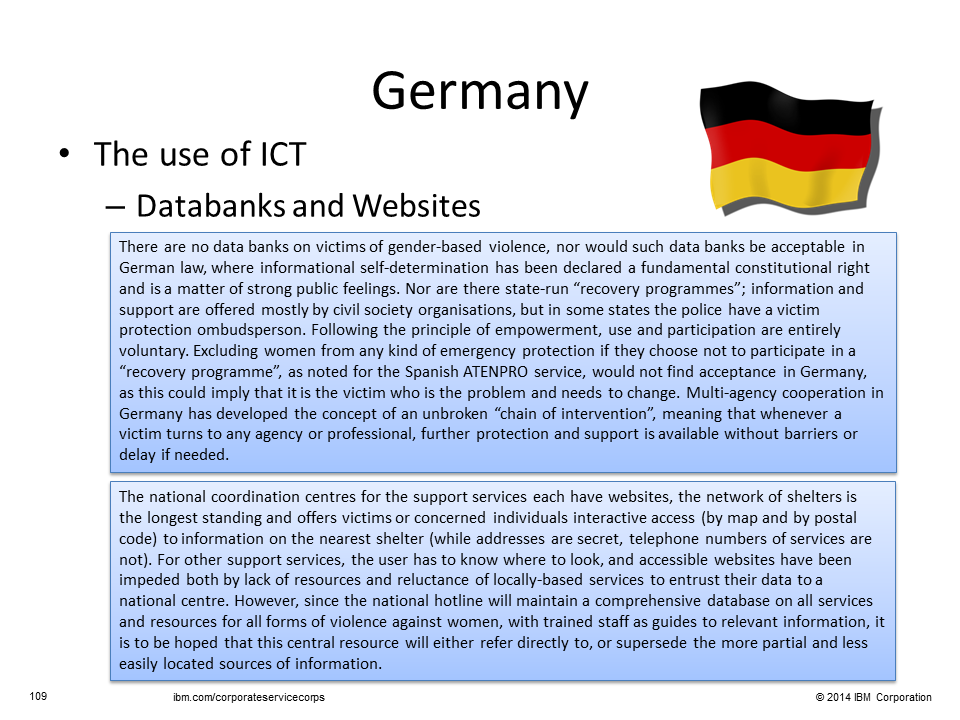 Germany
• The use of ICT
– Databanks and Websites
There are no data banks on victims of gender-based violence, nor would such data banks be acceptable in
German law, where informational self-determination has been declared a fundamental constitutional right
and is a matter of strong public feelings. Nor are there state-run “recovery programmes”; information and
support are offered mostly by civil society organisations, but in some states the police have a victim
protection ombudsperson. Following the principle of empowerment, use and participation are entirely
voluntary. Excluding women from any kind of emergency protection if they choose not to participate in a
“recovery programme”, as noted for the Spanish ATENPRO service, would not find acceptance in Germany,
as this could imply that it is the victim who is the problem and needs to change. Multi-agency cooperation in
Germany has developed the concept of an unbroken “chain of intervention”, meaning that whenever a
victim turns to any agency or professional, further protection and support is available without barriers or
delay if needed.
The national coordination centres for the support services each have websites, the network of shelters is
the longest standing and offers victims or concerned individuals interactive access (by map and by postal
code) to information on the nearest shelter (while addresses are secret, telephone numbers of services are
not). For other support services, the user has to know where to look, and accessible websites have been
impeded both by lack of resources and reluctance of locally-based services to entrust their data to a
national centre. However, since the national hotline will maintain a comprehensive database on all services
and resources for all forms of violence against women, with trained staff as guides to relevant information, it
is to be hoped that this central resource will either refer directly to, or supersede the more partial and less
easily located sources of information.
109 ibm.com/corporateservicecorps © 2014 IBM Corporation